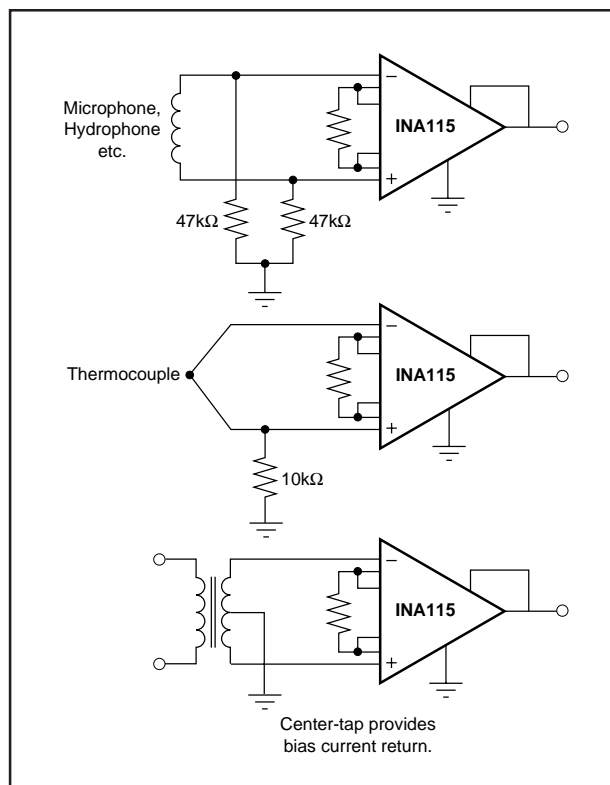 Microphone,
Hydrophone
etc.
−
INA115
+
47kΩ
47kΩ
−
Thermocouple
INA115
+
10kΩ
−
INA115
+
Center-tap provides
bias current return.